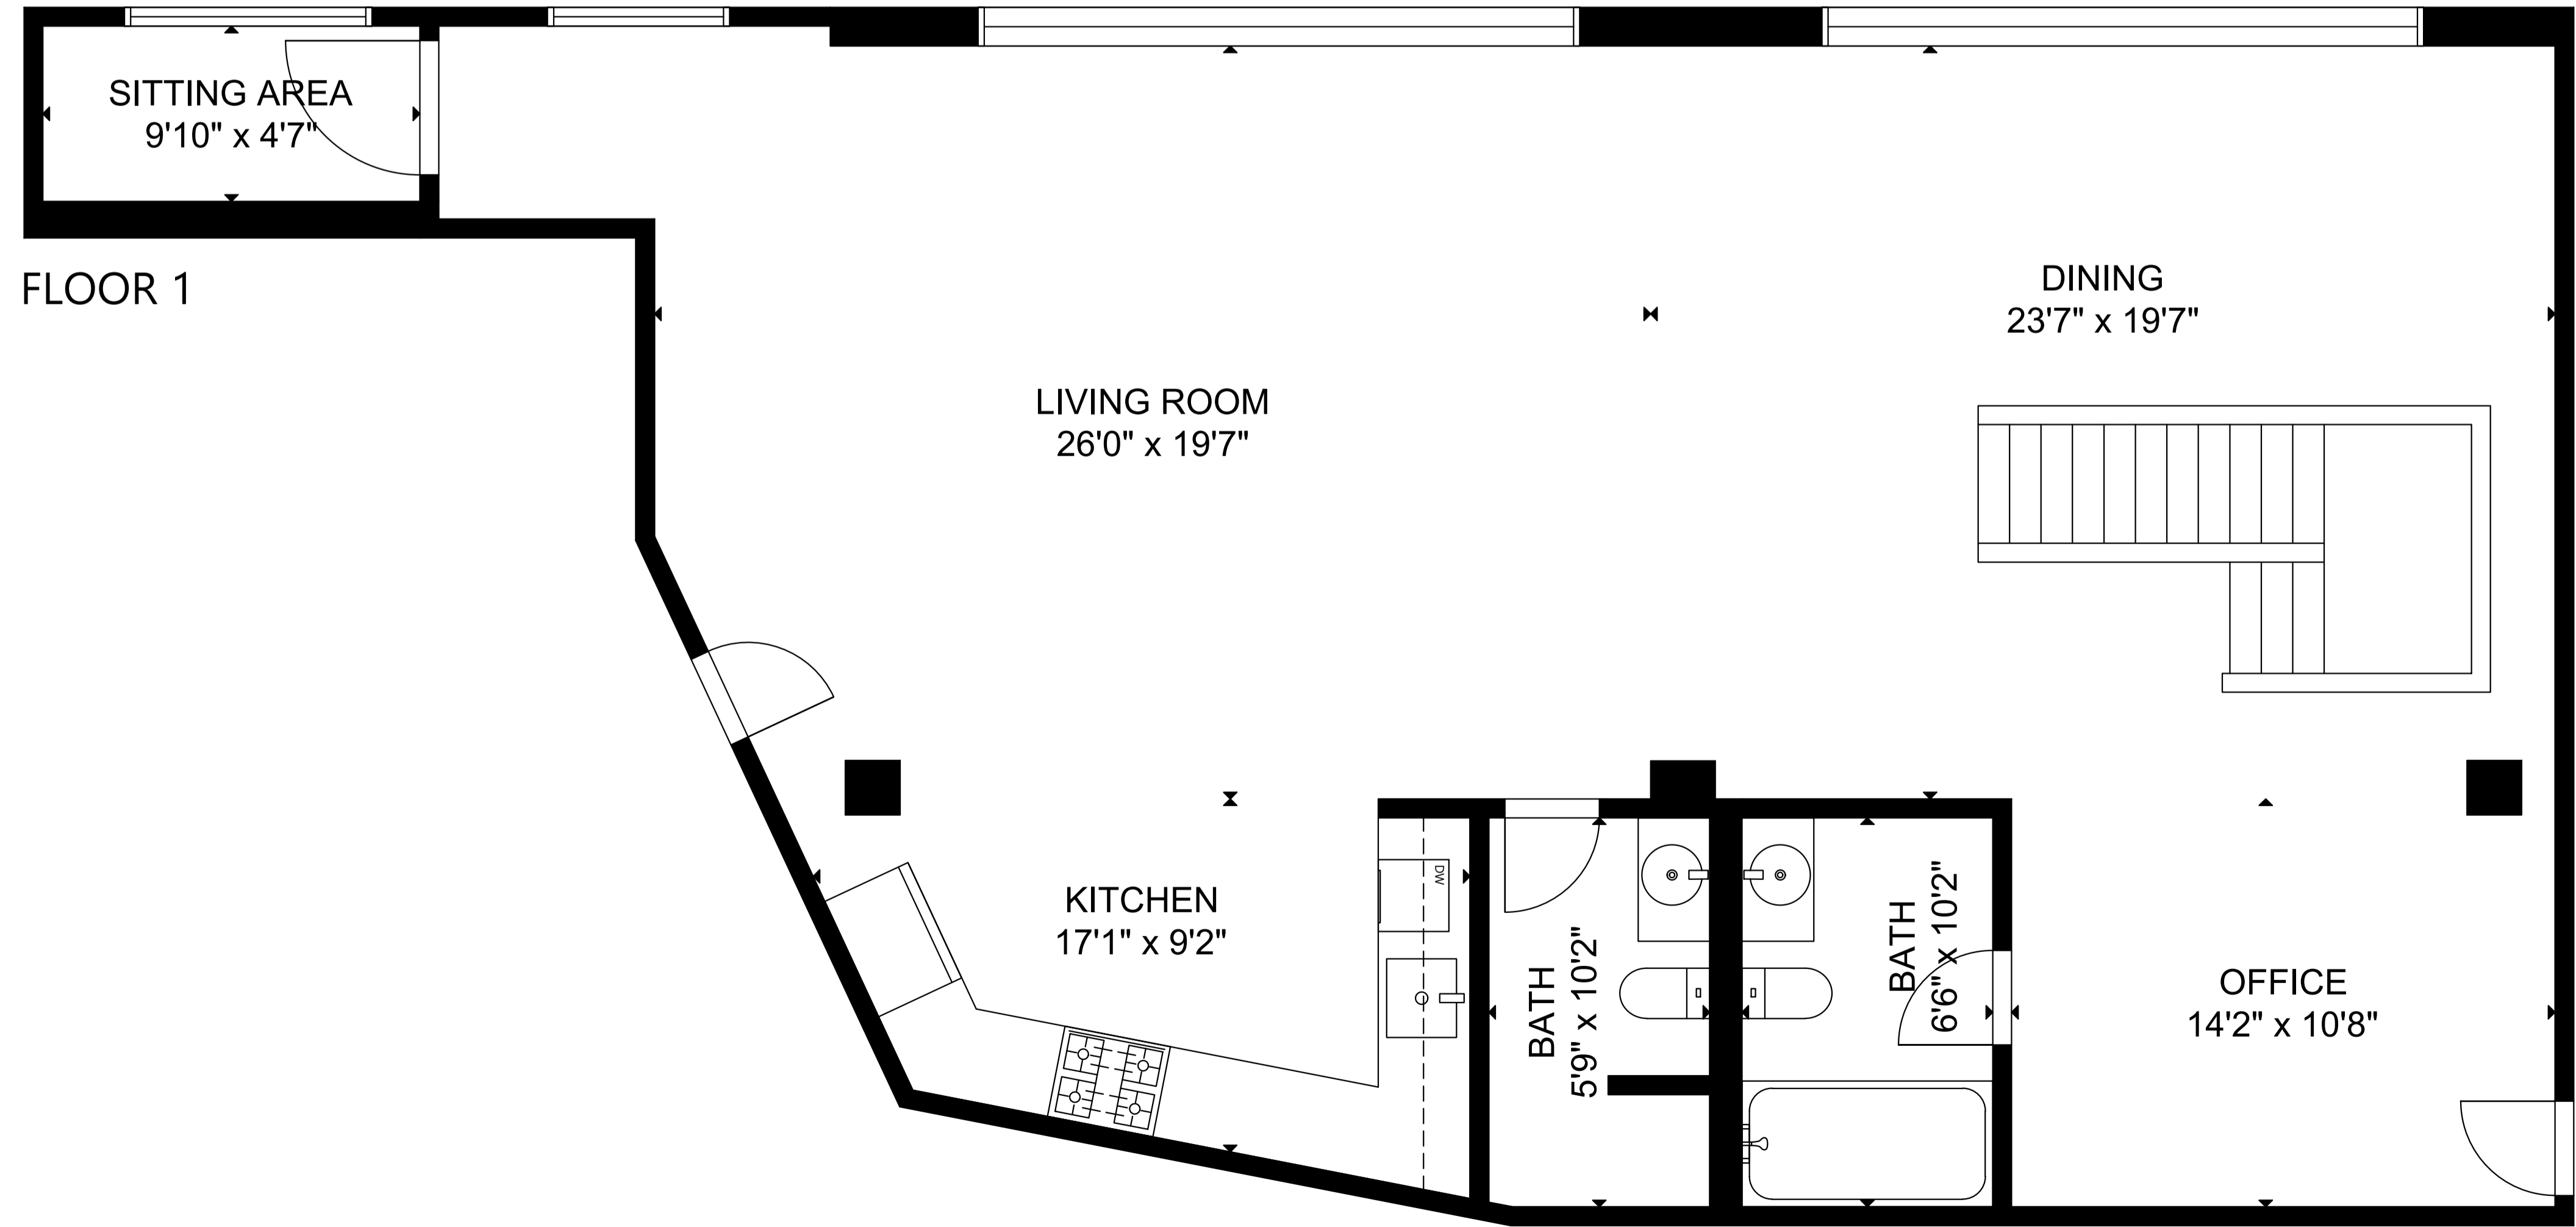 SITTING AREA
9'10" x 4'7"
FLOOR 1
DINING
23'7" x 19'7"
LIVING ROOM
26'0" x 19'7"
KITCHEN
17'1" x 9'2"
DW
BATH
5'9" x 10'2"
BATH
6'6" x 10'2"
OFFICE
14'2" x 10'8"